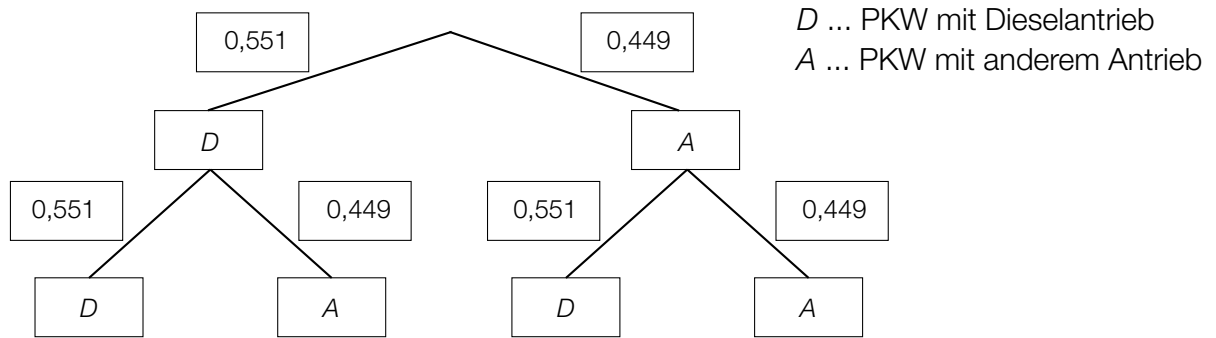 0,551
0,449
D ... PKW mit Dieselantrieb
A ... PKW mit anderem Antrieb
D
A
0,551
0,449
0,551
0,449
D
A
D
A